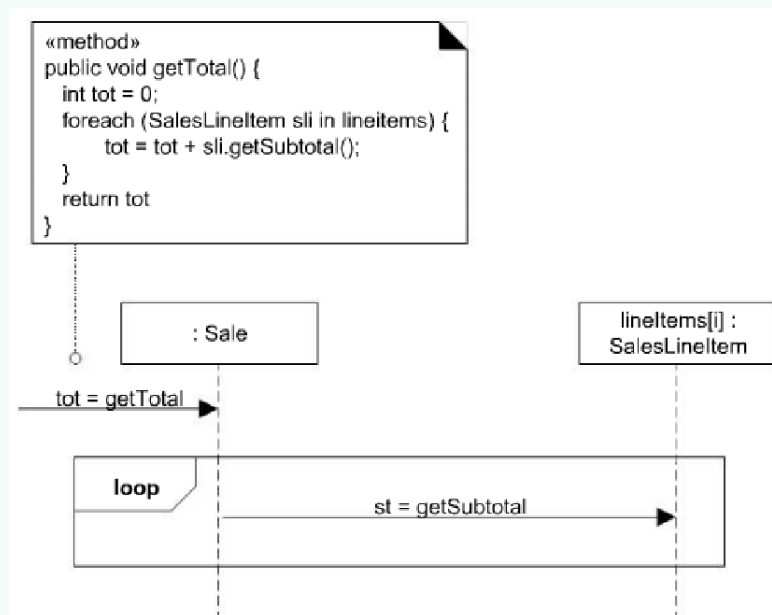 «method»
public void getTotal() {
int tot = 0;
foreach (SalesLineItem sli in lineitems) {
tot = tot + sli.getSubtotal();
}
return tot
}
: Sale
lineItems[i] :
SalesLineItem
tot = getTotal
loop
st = getSubtotal